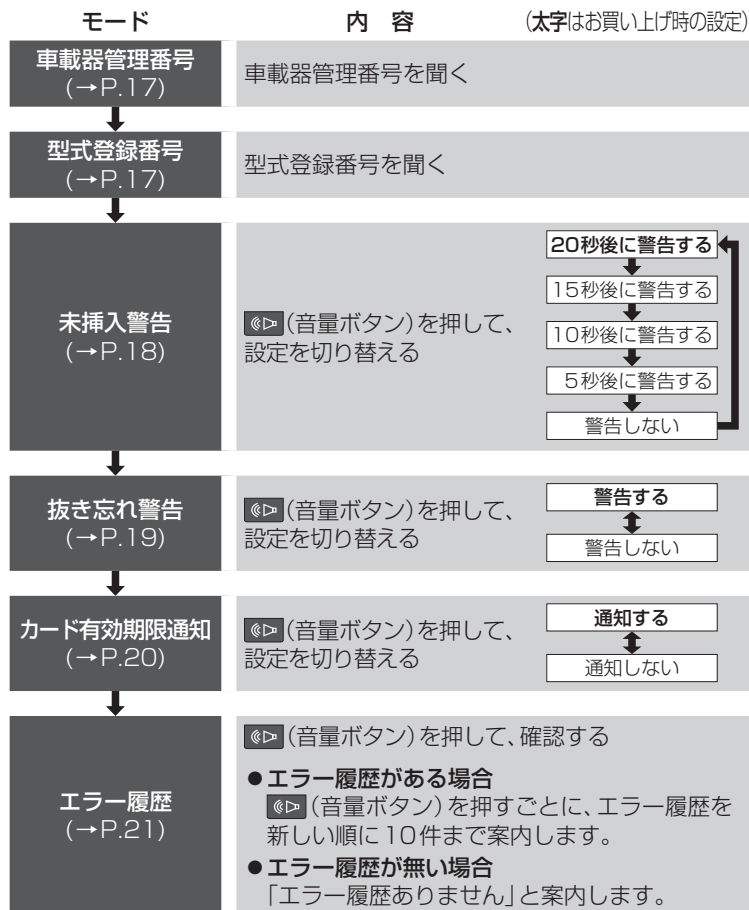 モード　内　容　（太字はお買い上げ時の設定）
車載器管理番号
（→P.17）
車載器管理番号を聞く
型式登録番号
（→P.17）
型式登録番号を聞く
未挿入警告
（→P.18）
（音量ボタン）を押して、
設定を切り替える
20秒後に警告する
15秒後に警告する
10秒後に警告する
5秒後に警告する
警告しない
抜き忘れ警告
（→P.19）
（音量ボタン）を押して、
設定を切り替える
警告する
警告しない
カード有効期限通知
（→P.20）
（音量ボタン）を押して、
設定を切り替える
通知する
通知しない
エラー履歴
（→P.21）
（音量ボタン）を押して、確認する
●エラー履歴がある場合
（音量ボタン）を押すごとに、エラー履歴を
新しい順に10件まで案内します。
●エラー履歴が無い場合
「エラー履歴ありません」と案内します。